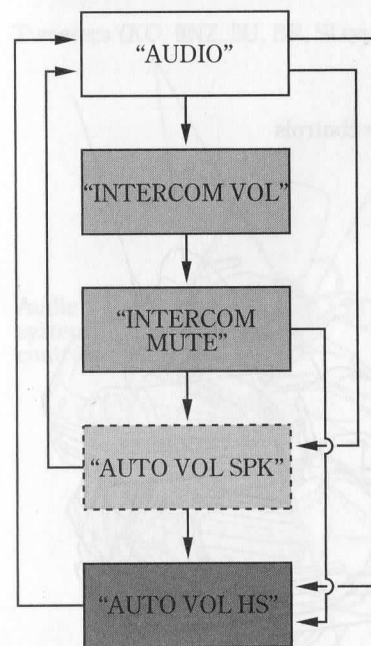 “AUDIO”
“INTERCOM VOL”
“INTERCOM
MUTE”
“AUTO VOL SPK”
“AUTO VOL HS”